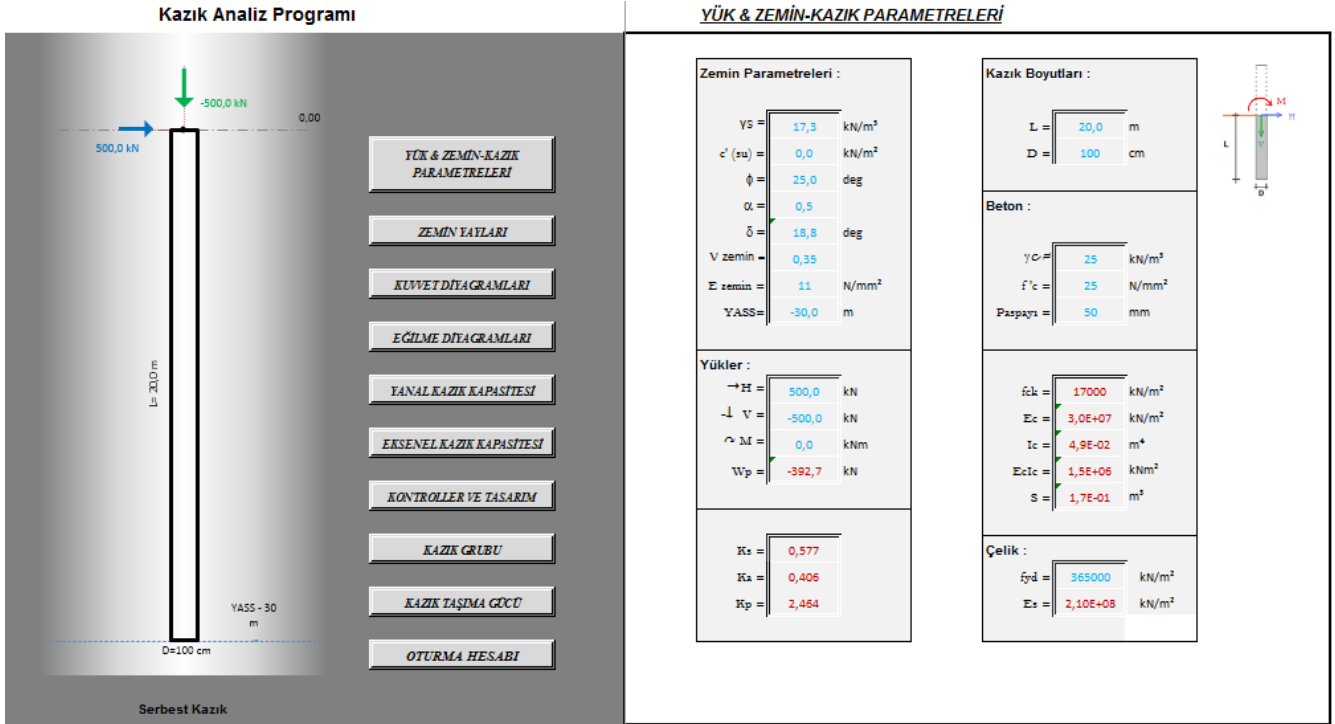 Kazık Analiz Programı
-500,0 kN
0,00
500,0 kN
L= 20,0 m
YASS - 30
m
D=100 cm
Serbest Kazık
YÜK & ZEMİN-KAZIK
PARAMETRELERİ
ZEMİN YAYLARI
KUVVET DİYAGRAMLARI
EĞİLME DİYAGRAMLARI
YANAL KAZIK KAPASİTESİ
EKSENEL KAZIK KAPASİTESİ
KONTROLLER VE TASARIM
KAZIK GRUBU
KAZIK TAŞIMA GÜCÜ
OTURMA HESABI
YÜK & ZEMİN-KAZIK PARAMETRELERİ
Zemin Parametreleri :
γS = 17,3 kN/m³
c' (su) = 0,0 kN/m²
ϕ = 25,0 deg
α = 0,5
δ = 18,8 deg
V zemin = 0,35
E zemin = 11 N/mm²
YASS= -30,0 m
Yükler :
→H = 500,0 kN
-↓ V = -500,0 kN
↷ M = 0,0 kNm
Wp = -392,7 kN
Ks = 0,577
Ka = 0,406
Kp = 2,464
Kazık Boyutları :
L = 20,0 m
D = 100 cm
Beton :
γc = 25 kN/m³
f'c = 25 N/mm²
Paspayı = 50 mm
fck = 17000 kN/m²
Ec = 3,0E+07 kN/m²
Ic = 4,9E-02 m⁴
EcIc = 1,5E+06 kNm²
S = 1,7E-01 m³
Çelik :
fyd = 365000 kN/m²
Es = 2,10E+08 kN/m²
M
H
V
L
D